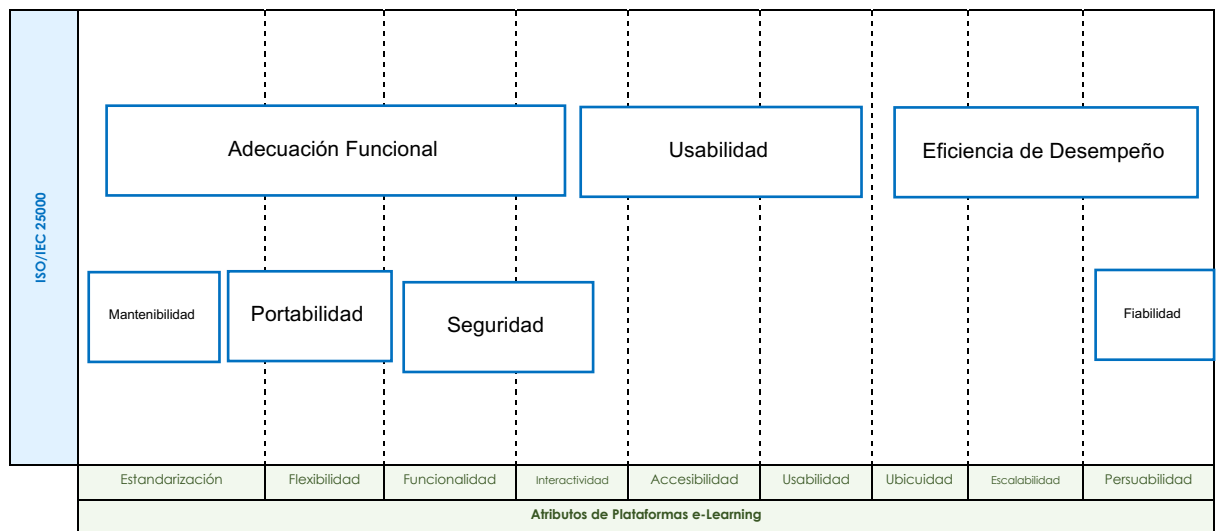 ISO/IEC 25000
Adecuación Funcional
Usabilidad
Eficiencia de Desempeño
Mantenibilidad
Portabilidad
Seguridad
Fiabilidad
Estandarización
Flexibilidad
Funcionalidad
Interactividad
Accesibilidad
Usabilidad
Ubicuidad
Escalabilidad
Persuabilidad
Atributos de Plataformas e-Learning